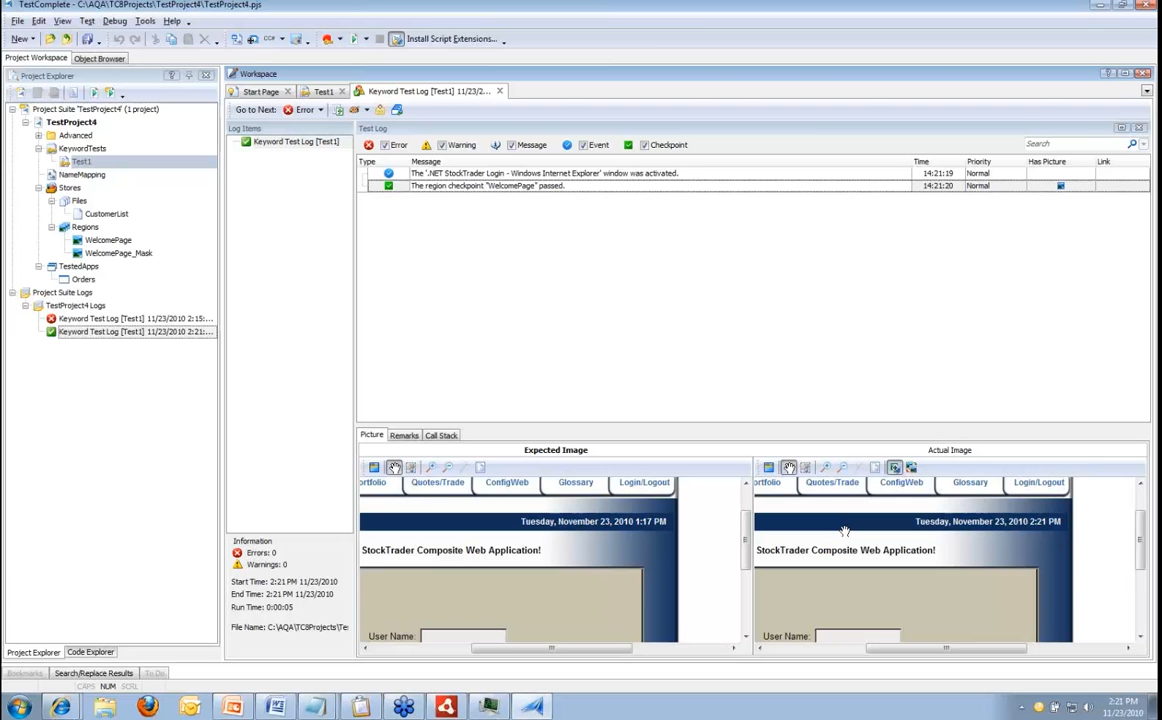 TestComplete - C:\AQA\TC8Projects\TestProject4\TestProject4.pjs
File Edit View Test Debug Tools Help
New Install Script Extensions...
Project Workspace Object Browser
Project Explorer
Project Suite 'TestProject4' (1 project)
TestProject4
Advanced
KeywordTests
Test1
NameMapping
Stores
Files
CustomerList
Regions
WelcomePage
WelcomePage_Mask
TestedApps
Orders
Project Suite Logs
TestProject4 Logs
Keyword Test Log [Test1] 11/23/2010 2:15:...
Keyword Test Log [Test1] 11/23/2010 2:21:...
Project Explorer Code Explorer
Workspace
Start Page Test1 Keyword Test Log [Test1] 11/23/2...
Go to Next: Error
Log Items
Keyword Test Log [Test1]
Information
Errors: 0
Warnings: 0
Start Time: 2:21 PM 11/23/2010
End Time: 2:21 PM 11/23/2010
Run Time: 0:00:05
File Name: C:\AQA\TC8Projects\Te:
Test Log
Error Warning Message Event Checkpoint Search
Type Message Time Priority Has Picture Link
The '.NET StockTrader Login - Windows Internet Explorer' window was activated. 14:21:19 Normal
The region checkpoint "WelcomePage" passed. 14:21:20 Normal
Picture Remarks Call Stack
Expected Image Actual Image
rtfolio Quotes/Trade ConfigWeb Glossary Login/Logout
Tuesday, November 23, 2010 1:17 PM
StockTrader Composite Web Application!
User Name:
rtfolio Quotes/Trade ConfigWeb Glossary Login/Logout
Tuesday, November 23, 2010 2:21 PM
StockTrader Composite Web Application!
User Name:
Bookmarks Search/Replace Results To Do
CAPS NUM SCRL
2:21 PM
11/23/2010